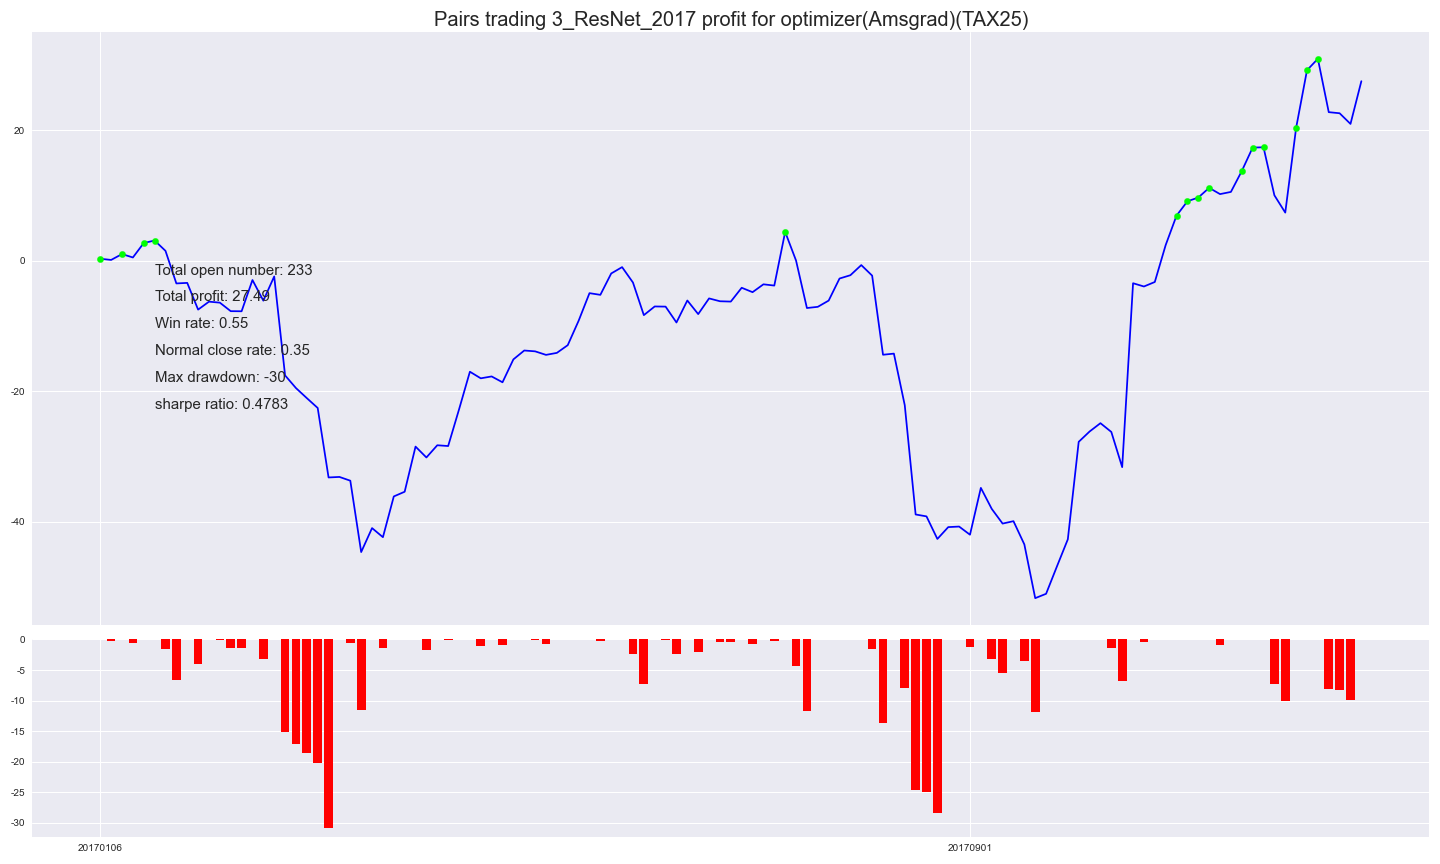 Pairs trading 3_ResNet_2017 profit for optimizer(Amsgrad)(TAX25)
20
0
Total open number: 233
Total profit: 27.49
Win rate: 0.55
Normal close rate: 0.35
Max drawdown: -30
-20
sharpe ratio: 0.4783
-40
0
-5
-10
-15
-20
-25
-30
20170106
20170901